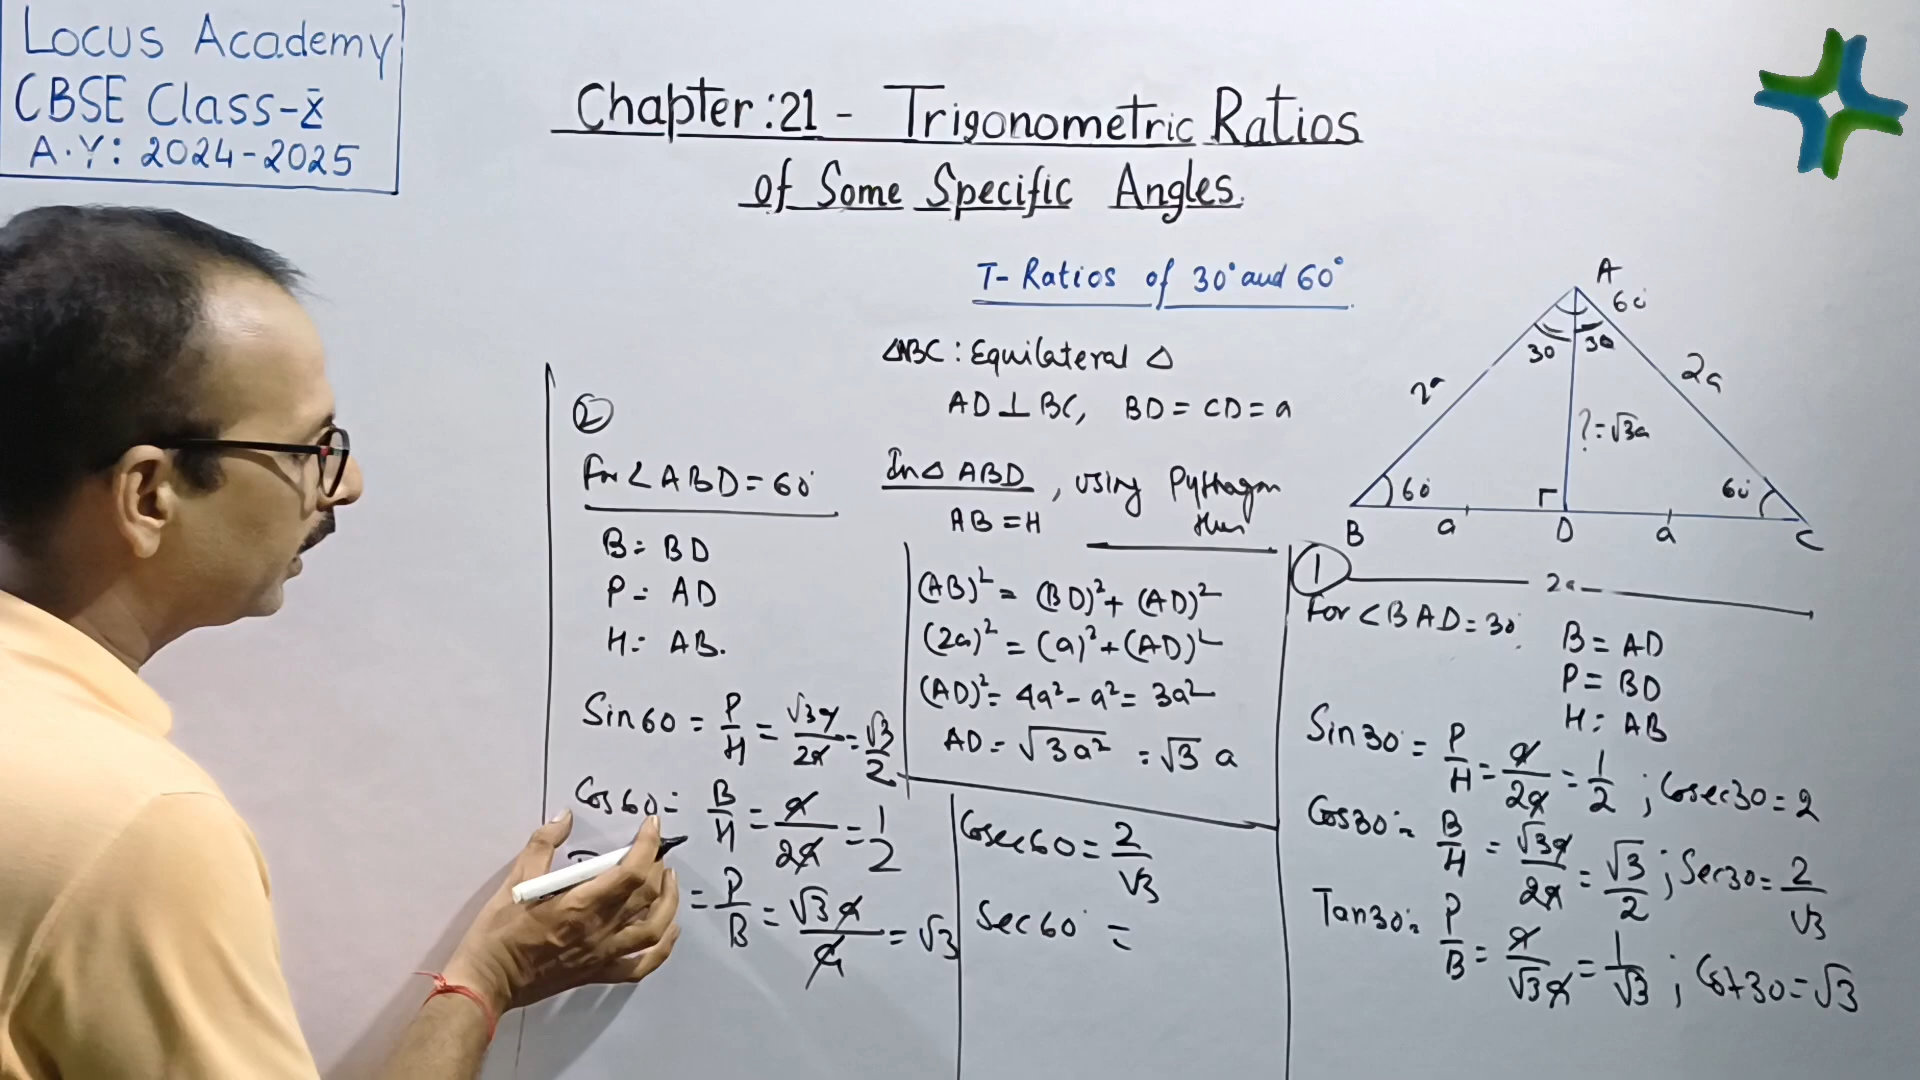 Locus Academy
CBSE Class-X
A.Y: 2024-2025
Chapter:21 - Trigonometric Ratios
of Some Specific Angles.
T-Ratios of 30° and 60°
△ABC : Equilateral △
AD ⊥ BC, BD = CD = a
In △ ABD, using Pythagon
AB = H
(AB)² = (BD)² + (AD)²
(2a)² = (a)² + (AD)²
(AD)² = 4a² - a² = 3a²
AD = √3a² = √3 a
A
60°
30 30
2a 2a
? = √3a
60° 60°
B a D a C
2a
①
For ∠BAD = 30°
B = AD
P = BD
H = AB
Sin 30 = P/H = a/2a = 1/2 ; Cosec 30 = 2
Cos 30 = B/H = √3a/2a = √3/2 ; Sec 30 = 2/√3
Tan 30 = P/B = a/√3a = 1/√3 ; Cot 30 = √3
②
For ∠ABD = 60°
B = BD
P = AD
H = AB.
Sin 60 = P/H = √3a/2a = √3/2
Cos 60 = B/H = a/2a = 1/2
= P/B = √3a/a = √3
Cosec 60 = 2/√3
Sec 60 =